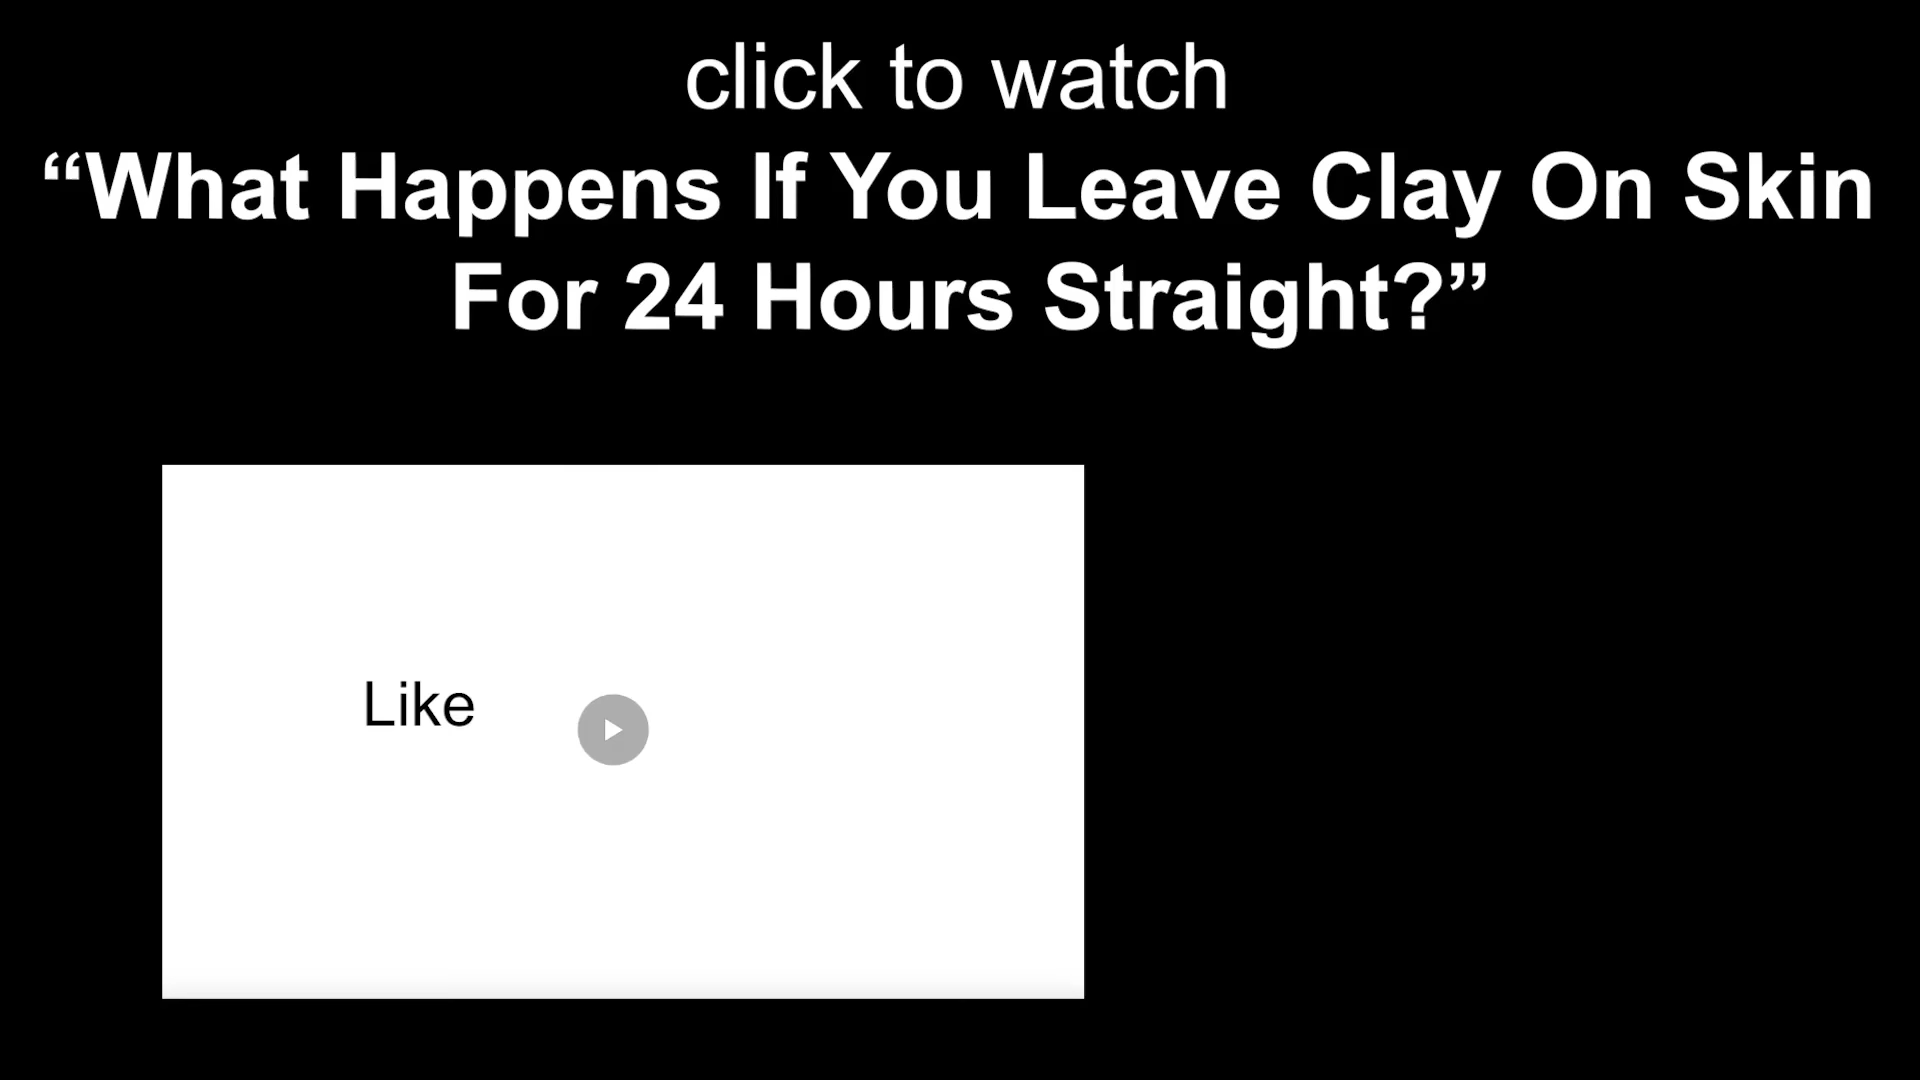 click to watch
“What Happens If You Leave Clay On Skin
For 24 Hours Straight?”
Like